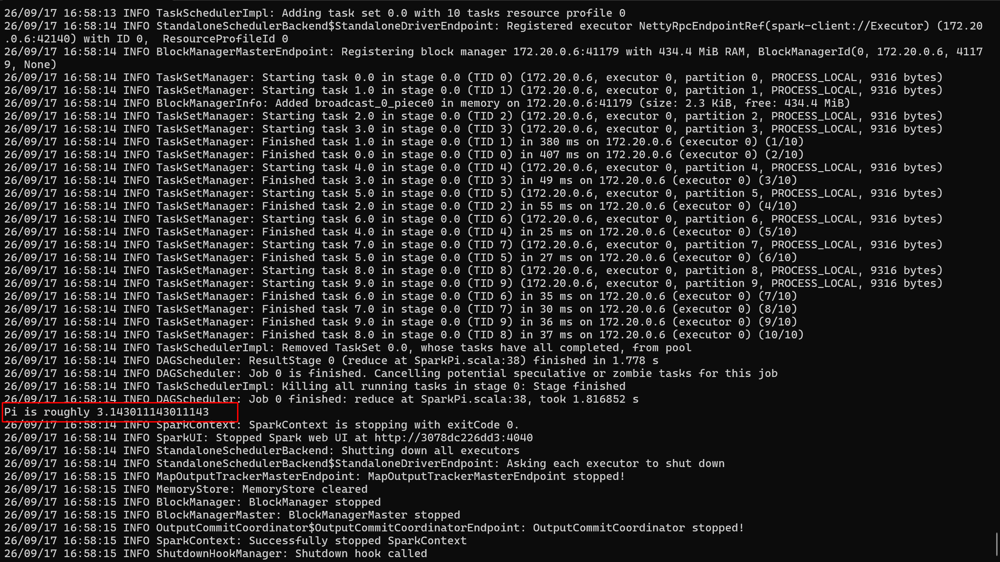 26/09/17 16:58:13 INFO TaskSchedulerImpl: Adding task set 0.0 with 10 tasks resource profile 0
26/09/17 16:58:14 INFO StandaloneSchedulerBackend$StandaloneDriverEndpoint: Registered executor NettyRpcEndpointRef(spark-client://Executor) (172.20
.0.6:42140) with ID 0,  ResourceProfileId 0
26/09/17 16:58:14 INFO BlockManagerMasterEndpoint: Registering block manager 172.20.0.6:41179 with 434.4 MiB RAM, BlockManagerId(0, 172.20.0.6, 4117
9, None)
26/09/17 16:58:14 INFO TaskSetManager: Starting task 0.0 in stage 0.0 (TID 0) (172.20.0.6, executor 0, partition 0, PROCESS_LOCAL, 9316 bytes)
26/09/17 16:58:14 INFO TaskSetManager: Starting task 1.0 in stage 0.0 (TID 1) (172.20.0.6, executor 0, partition 1, PROCESS_LOCAL, 9316 bytes)
26/09/17 16:58:14 INFO BlockManagerInfo: Added broadcast_0_piece0 in memory on 172.20.0.6:41179 (size: 2.3 KiB, free: 434.4 MiB)
26/09/17 16:58:14 INFO TaskSetManager: Starting task 2.0 in stage 0.0 (TID 2) (172.20.0.6, executor 0, partition 2, PROCESS_LOCAL, 9316 bytes)
26/09/17 16:58:14 INFO TaskSetManager: Starting task 3.0 in stage 0.0 (TID 3) (172.20.0.6, executor 0, partition 3, PROCESS_LOCAL, 9316 bytes)
26/09/17 16:58:14 INFO TaskSetManager: Finished task 1.0 in stage 0.0 (TID 1) in 380 ms on 172.20.0.6 (executor 0) (1/10)
26/09/17 16:58:14 INFO TaskSetManager: Finished task 0.0 in stage 0.0 (TID 0) in 407 ms on 172.20.0.6 (executor 0) (2/10)
26/09/17 16:58:14 INFO TaskSetManager: Starting task 4.0 in stage 0.0 (TID 4) (172.20.0.6, executor 0, partition 4, PROCESS_LOCAL, 9316 bytes)
26/09/17 16:58:14 INFO TaskSetManager: Finished task 3.0 in stage 0.0 (TID 3) in 49 ms on 172.20.0.6 (executor 0) (3/10)
26/09/17 16:58:14 INFO TaskSetManager: Starting task 5.0 in stage 0.0 (TID 5) (172.20.0.6, executor 0, partition 5, PROCESS_LOCAL, 9316 bytes)
26/09/17 16:58:14 INFO TaskSetManager: Finished task 2.0 in stage 0.0 (TID 2) in 55 ms on 172.20.0.6 (executor 0) (4/10)
26/09/17 16:58:14 INFO TaskSetManager: Starting task 6.0 in stage 0.0 (TID 6) (172.20.0.6, executor 0, partition 6, PROCESS_LOCAL, 9316 bytes)
26/09/17 16:58:14 INFO TaskSetManager: Finished task 4.0 in stage 0.0 (TID 4) in 25 ms on 172.20.0.6 (executor 0) (5/10)
26/09/17 16:58:14 INFO TaskSetManager: Starting task 7.0 in stage 0.0 (TID 7) (172.20.0.6, executor 0, partition 7, PROCESS_LOCAL, 9316 bytes)
26/09/17 16:58:14 INFO TaskSetManager: Finished task 5.0 in stage 0.0 (TID 5) in 27 ms on 172.20.0.6 (executor 0) (6/10)
26/09/17 16:58:14 INFO TaskSetManager: Starting task 8.0 in stage 0.0 (TID 8) (172.20.0.6, executor 0, partition 8, PROCESS_LOCAL, 9316 bytes)
26/09/17 16:58:14 INFO TaskSetManager: Starting task 9.0 in stage 0.0 (TID 9) (172.20.0.6, executor 0, partition 9, PROCESS_LOCAL, 9316 bytes)
26/09/17 16:58:14 INFO TaskSetManager: Finished task 6.0 in stage 0.0 (TID 6) in 35 ms on 172.20.0.6 (executor 0) (7/10)
26/09/17 16:58:14 INFO TaskSetManager: Finished task 7.0 in stage 0.0 (TID 7) in 30 ms on 172.20.0.6 (executor 0) (8/10)
26/09/17 16:58:14 INFO TaskSetManager: Finished task 9.0 in stage 0.0 (TID 9) in 36 ms on 172.20.0.6 (executor 0) (9/10)
26/09/17 16:58:14 INFO TaskSetManager: Finished task 8.0 in stage 0.0 (TID 8) in 37 ms on 172.20.0.6 (executor 0) (10/10)
26/09/17 16:58:14 INFO TaskSchedulerImpl: Removed TaskSet 0.0, whose tasks have all completed, from pool
26/09/17 16:58:14 INFO DAGScheduler: ResultStage 0 (reduce at SparkPi.scala:38) finished in 1.778 s
26/09/17 16:58:14 INFO DAGScheduler: Job 0 is finished. Cancelling potential speculative or zombie tasks for this job
26/09/17 16:58:14 INFO TaskSchedulerImpl: Killing all running tasks in stage 0: Stage finished
26/09/17 16:58:14 INFO DAGScheduler: Job 0 finished: reduce at SparkPi.scala:38, took 1.816852 s
Pi is roughly 3.143011143011143
26/09/17 16:58:14 INFO SparkContext: SparkContext is stopping with exitCode 0.
26/09/17 16:58:14 INFO SparkUI: Stopped Spark web UI at http://3078dc226dd3:4040
26/09/17 16:58:14 INFO StandaloneSchedulerBackend: Shutting down all executors
26/09/17 16:58:14 INFO StandaloneSchedulerBackend$StandaloneDriverEndpoint: Asking each executor to shut down
26/09/17 16:58:15 INFO MapOutputTrackerMasterEndpoint: MapOutputTrackerMasterEndpoint stopped!
26/09/17 16:58:15 INFO MemoryStore: MemoryStore cleared
26/09/17 16:58:15 INFO BlockManager: BlockManager stopped
26/09/17 16:58:15 INFO BlockManagerMaster: BlockManagerMaster stopped
26/09/17 16:58:15 INFO OutputCommitCoordinator$OutputCommitCoordinatorEndpoint: OutputCommitCoordinator stopped!
26/09/17 16:58:15 INFO SparkContext: Successfully stopped SparkContext
26/09/17 16:58:15 INFO ShutdownHookManager: Shutdown hook called